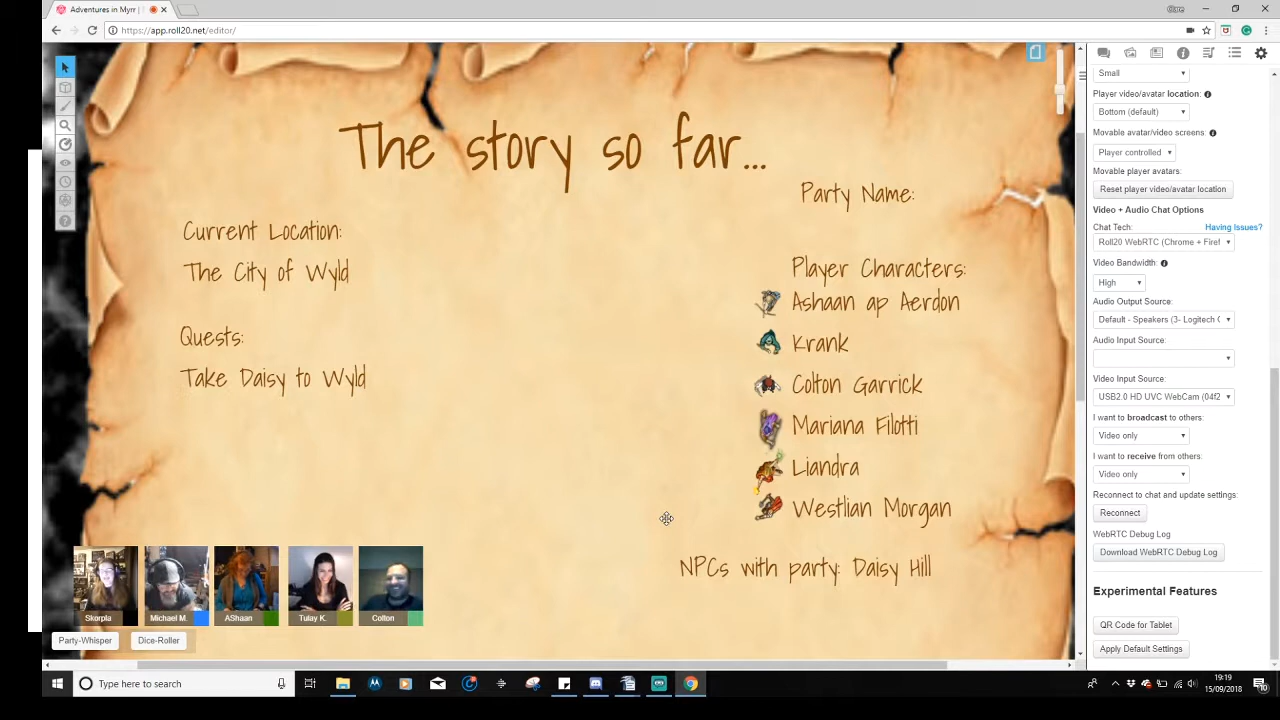 Adventures in Myrr |
https://app.roll20.net/editor/
The story so far...
Party Name:
Current Location:
The City of Wyld
Quests:
Take Daisy to Wyld
Player Characters:
Ashaan ap Aerdon
Krank
Colton Garrick
Mariana Filotti
Liandra
Westlian Morgan
NPCs with party: Daisy Hill
Skorpia
Michael M.
AShaan
Tulay K.
Colton
Party-Whisper
Dice-Roller
Small
Player video/avatar location:
Bottom (default)
Movable avatar/video screens:
Player controlled
Movable player avatars:
Reset player video/avatar location
Video + Audio Chat Options
Chat Tech: Having Issues?
Roll20 WebRTC (Chrome + Firef
Video Bandwidth:
High
Audio Output Source:
Default - Speakers (3- Logitech G
Audio Input Source:
Video Input Source:
USB2.0 HD UVC WebCam (04f2
I want to broadcast to others:
Video only
I want to receive from others:
Video only
Reconnect to chat and update settings:
Reconnect
WebRTC Debug Log
Download WebRTC Debug Log
Experimental Features
QR Code for Tablet
Apply Default Settings
Type here to search
19:19
15/09/2018